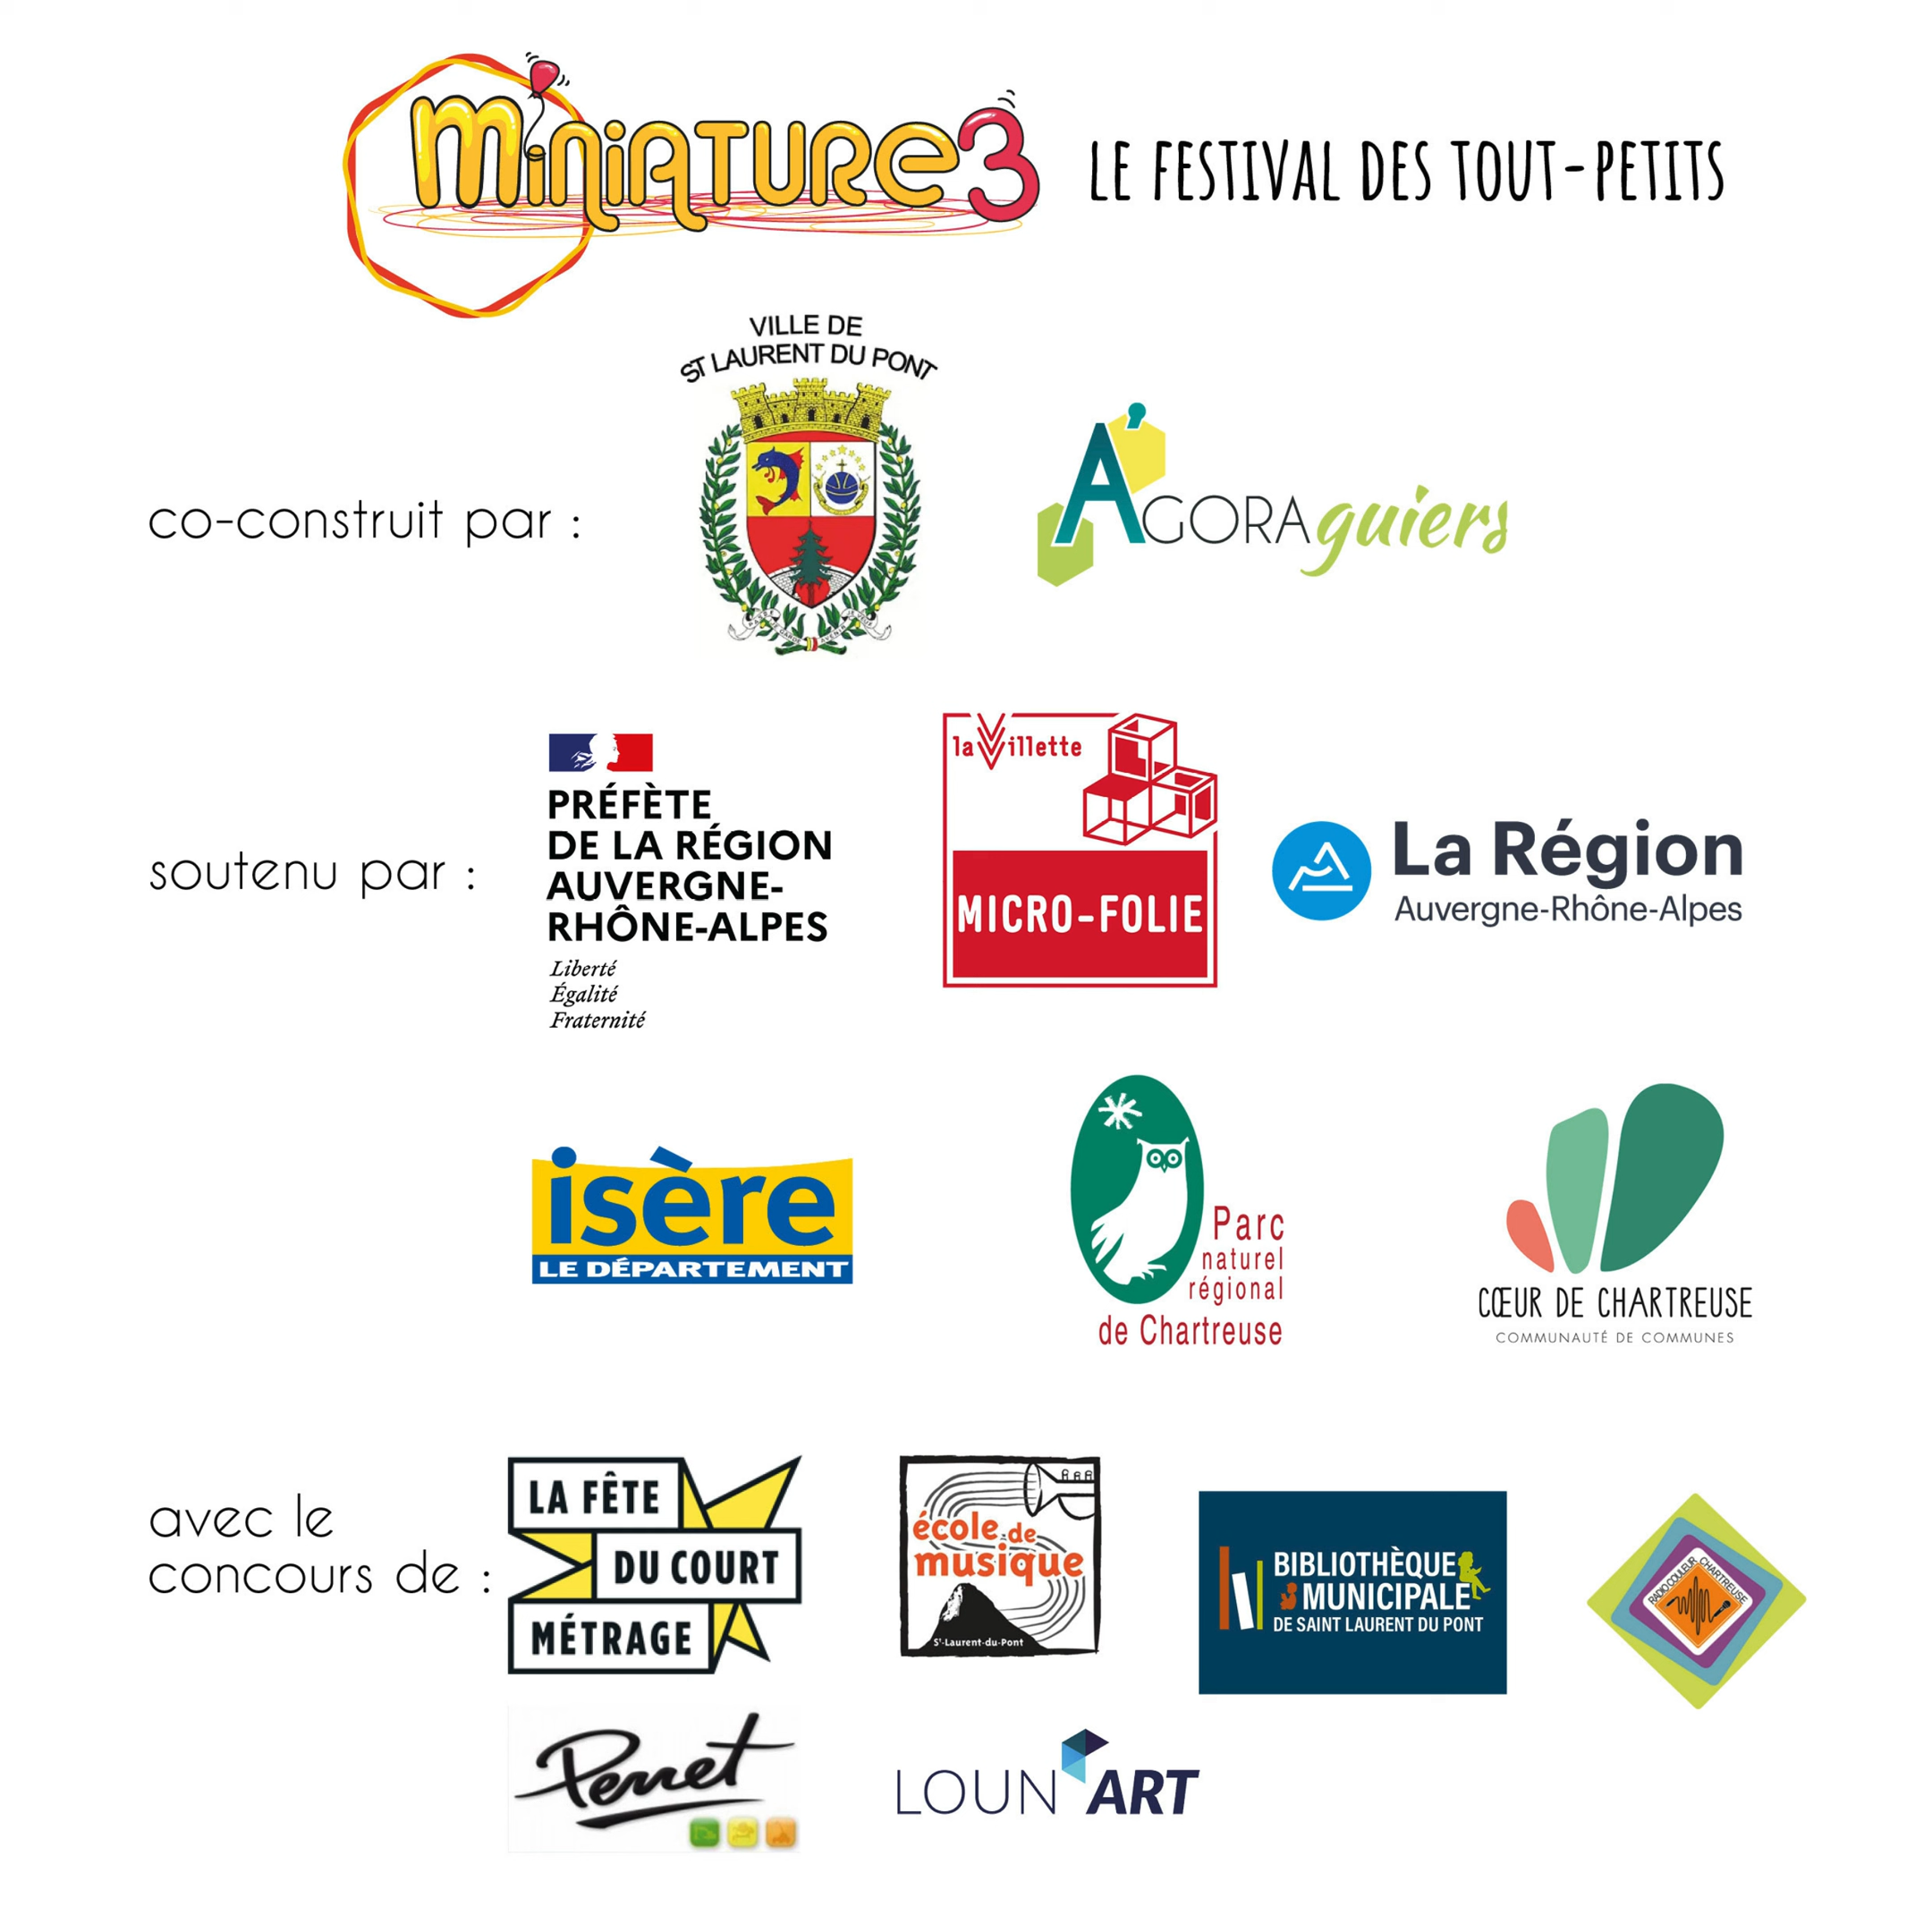 miniature3
LE FESTIVAL DES TOUT-PETITS
VILLE DE
ST LAURENT DU PONT
co-construit par :
AGORAguiers
soutenu par :
PRÉFÈTE
DE LA RÉGION
AUVERGNE-
RHÔNE-ALPES
Liberté
Égalité
Fraternité
la Villette
MICRO-FOLIE
La Région
Auvergne-Rhône-Alpes
isère
LE DÉPARTEMENT
Parc
naturel
régional
de Chartreuse
CŒUR DE CHARTREUSE
COMMUNAUTÉ DE COMMUNES
avec le
concours de :
LA FÊTE
DU COURT
MÉTRAGE
école de
musique
St-Laurent-du-Pont
BIBLIOTHÈQUE
MUNICIPALE
DE SAINT LAURENT DU PONT
RADIO COULEUR CHARTREUSE
Perret
LOUN'ART